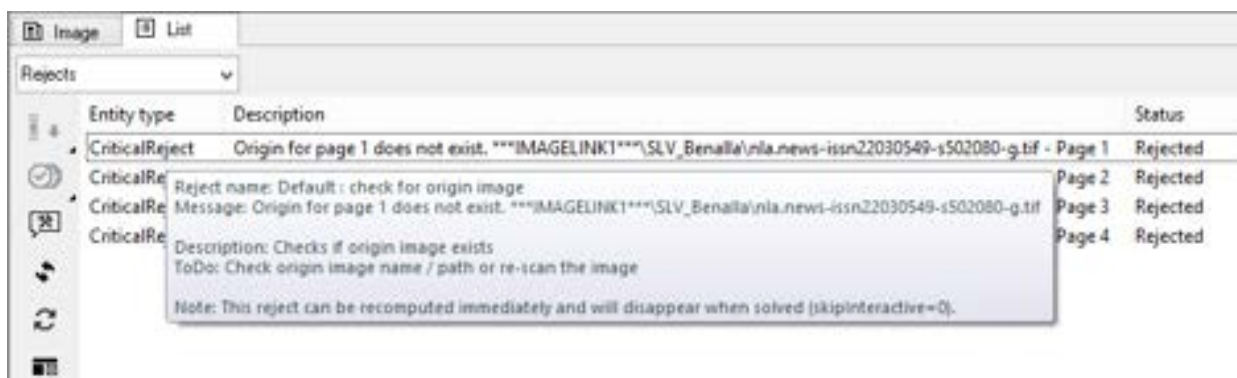 Image List
Rejects
Entity type Description Status
CriticalReject Origin for page 1 does not exist. ***IMAGELINK1***\SLV_Benalla\nla.news-issn22030549-s502080-g.tif - Page 1 Rejected
CriticalRe Page 2 Rejected
CriticalRe Page 3 Rejected
CriticalRe Page 4 Rejected
Reject name: Default : check for origin image
Message: Origin for page 1 does not exist. ***IMAGELINK1***\SLV_Benalla\nla.news-issn22030549-s502080-g.tif
Description: Checks if origin image exists
ToDo: Check origin image name / path or re-scan the image
Note: This reject can be recomputed immediately and will disappear when solved (skipInteractive=0).